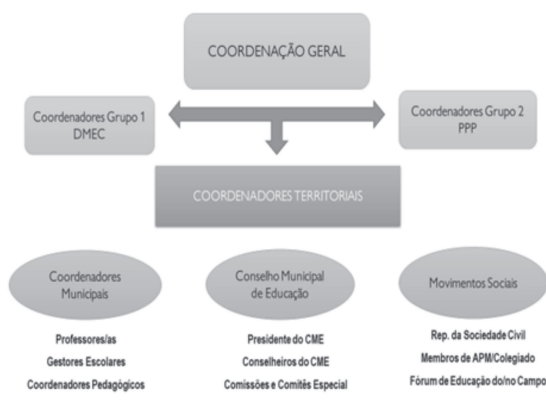 COORDENAÇÃO GERAL
Coordenadores Grupo 1
DMEC
Coordenadores Grupo 2
PPP
COORDENADORES TERRITORIAIS
Coordenadores
Municipais
Conselho Municipal
de Educação
Movimentos Sociais
Professores/as
Gestores Escolares
Coordenadores Pedagógicos
Presidente do CME
Conselheiros do CME
Comissões e Comitês Especial
Rep. da Sociedade Civil
Membros de APM/Colegiado
Fórum de Educação do/no Campo